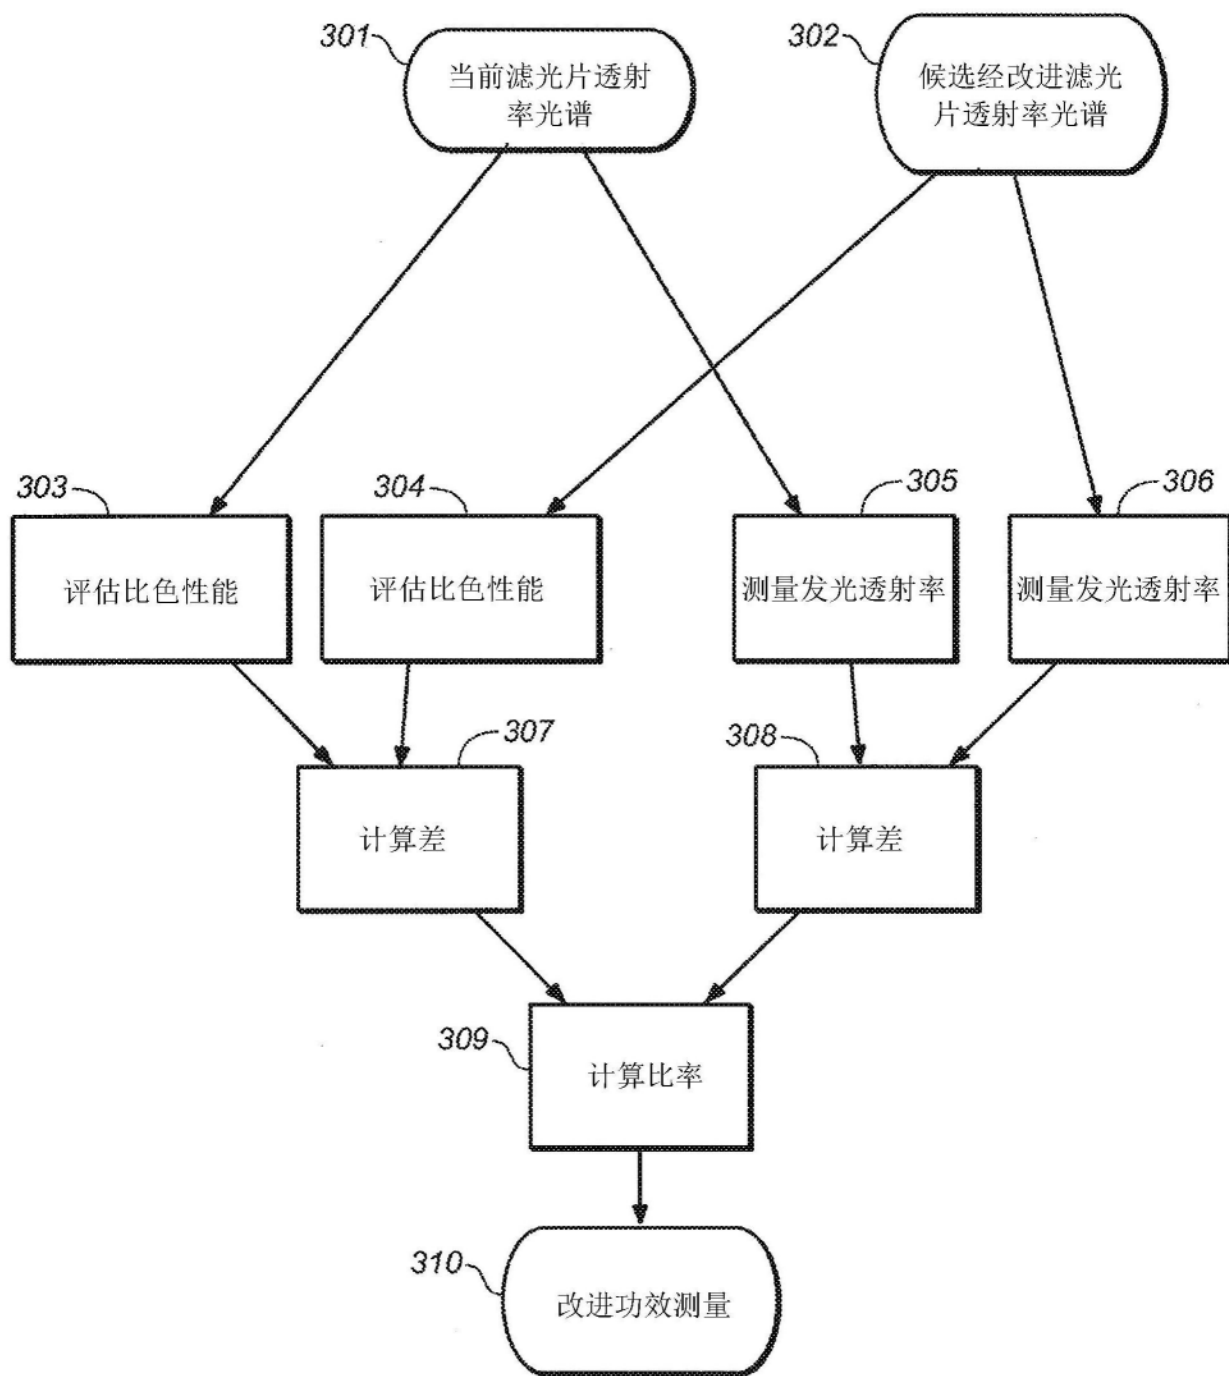 301
当前滤光片透射
率光谱
302
候选经改进滤光
片透射率光谱
303
评估比色性能
304
评估比色性能
305
测量发光透射率
306
测量发光透射率
307
计算差
308
计算差
309
计算比率
310
改进功效测量